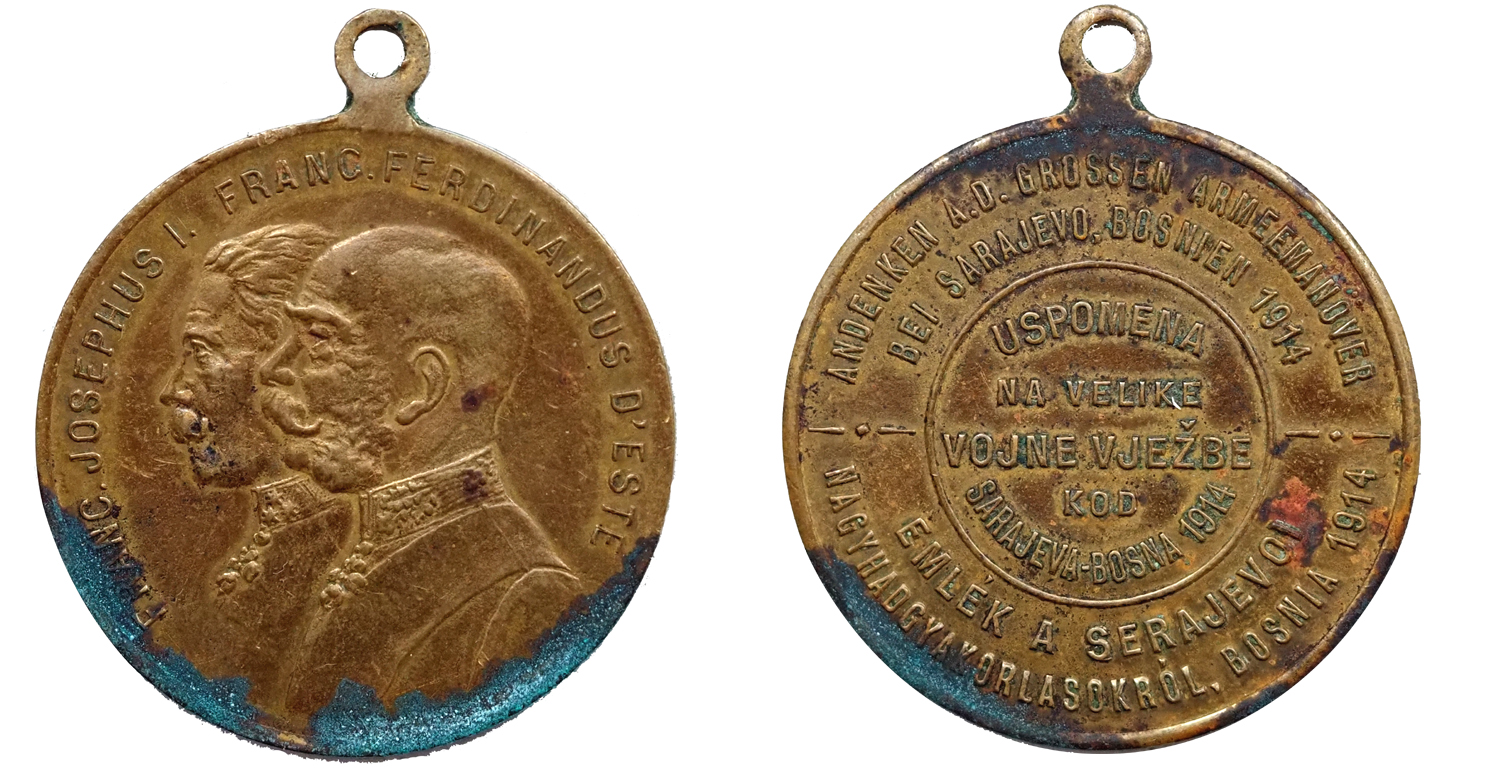 FRANC. JOSEPHUS I. FRANC. FERDINANDUS D'ESTE
ANDENKEN A.D. GROSSEN ARMEEMANÖVER
BEI SARAJEVO, BOSNIEN 1914
USPOMENA
NA VELIKE
VOJNE VJEŽBE
KOD
SARAJEVA-BOSNA 1914
EMLÉK A SERAJEVOI
NAGYHADGYAKORLASOKRÓL, BOSNIA 1914